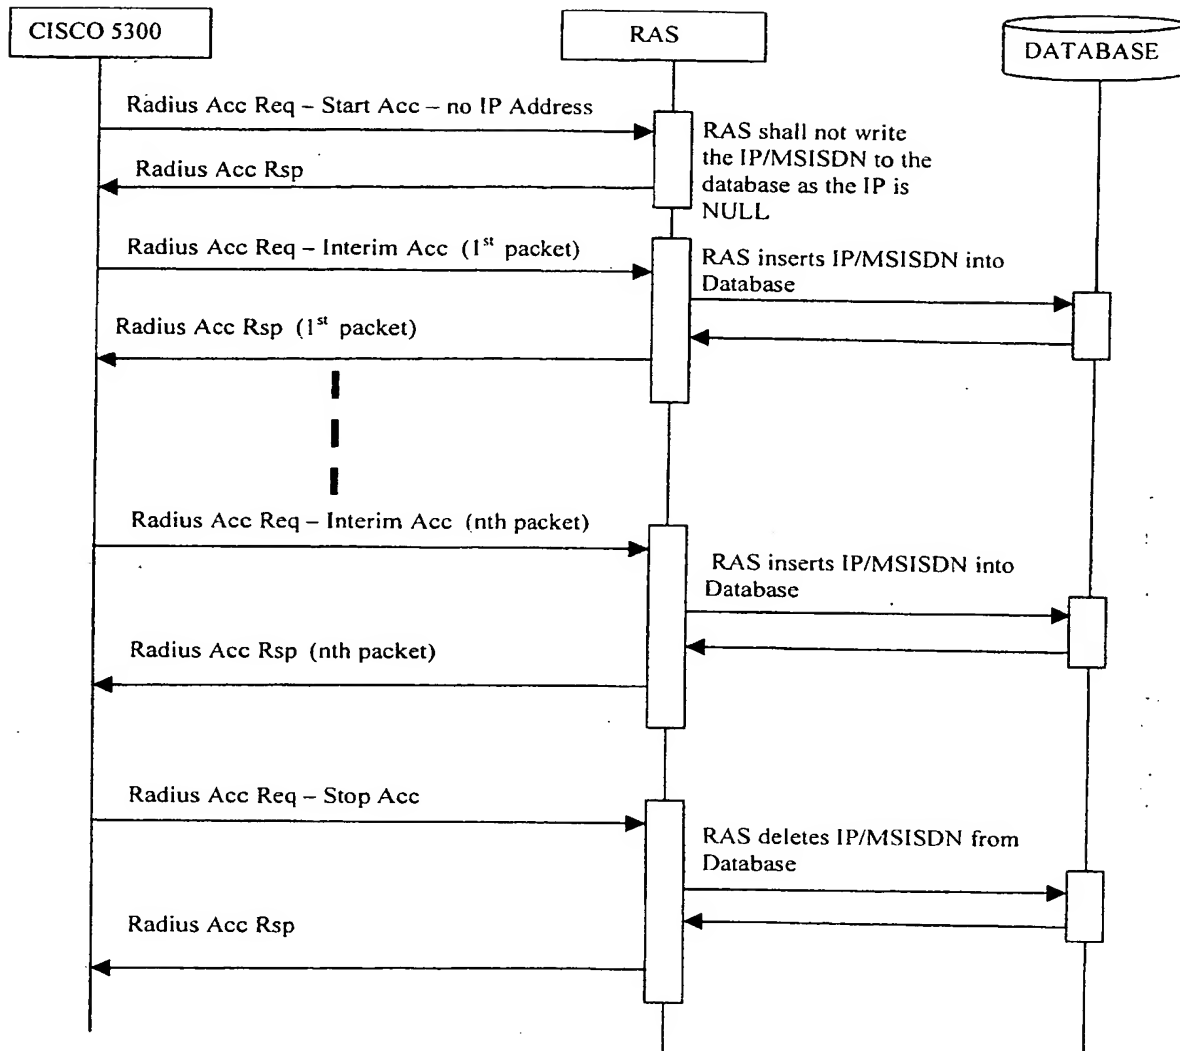 CISCO 5300
RAS
DATABASE
Radius Acc Req – Start Acc – no IP Address
RAS shall not write
the IP/MSISDN to the
database as the IP is
NULL
Radius Acc Rsp
Radius Acc Req – Interim Acc (1st packet)
RAS inserts IP/MSISDN into
Database
Radius Acc Rsp (1st packet)
Radius Acc Req – Interim Acc (nth packet)
RAS inserts IP/MSISDN into
Database
Radius Acc Rsp (nth packet)
Radius Acc Req – Stop Acc
RAS deletes IP/MSISDN from
Database
Radius Acc Rsp